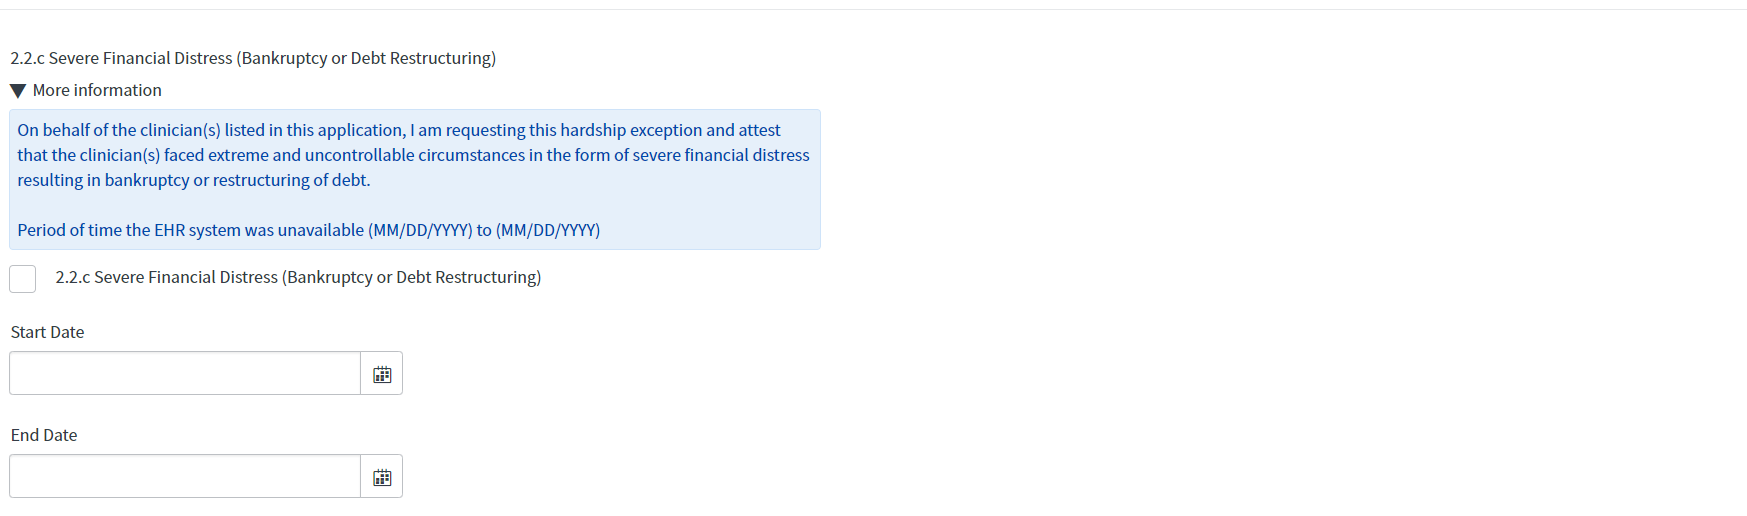 2.2.c Severe Financial Distress (Bankruptcy or Debt Restructuring)
More information
On behalf of the clinician(s) listed in this application, I am requesting this hardship exception and attest
that the clinician(s) faced extreme and uncontrollable circumstances in the form of severe financial distress
resulting in bankruptcy or restructuring of debt.
Period of time the EHR system was unavailable (MM/DD/YYYY) to (MM/DD/YYYY)
2.2.c Severe Financial Distress (Bankruptcy or Debt Restructuring)
Start Date
End Date